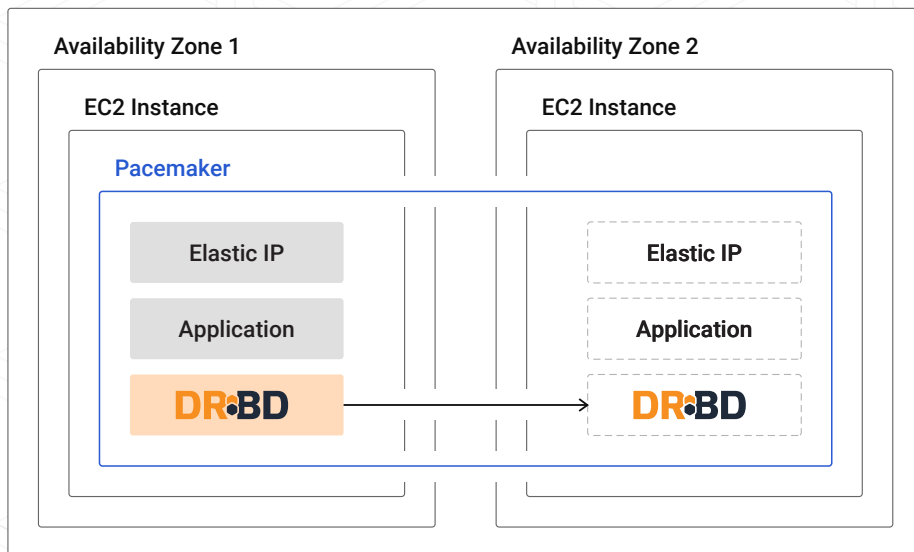 Availability Zone 1
Availability Zone 2
EC2 Instance
EC2 Instance
Pacemaker
Elastic IP
Elastic IP
Application
Application
DRBD
DRBD